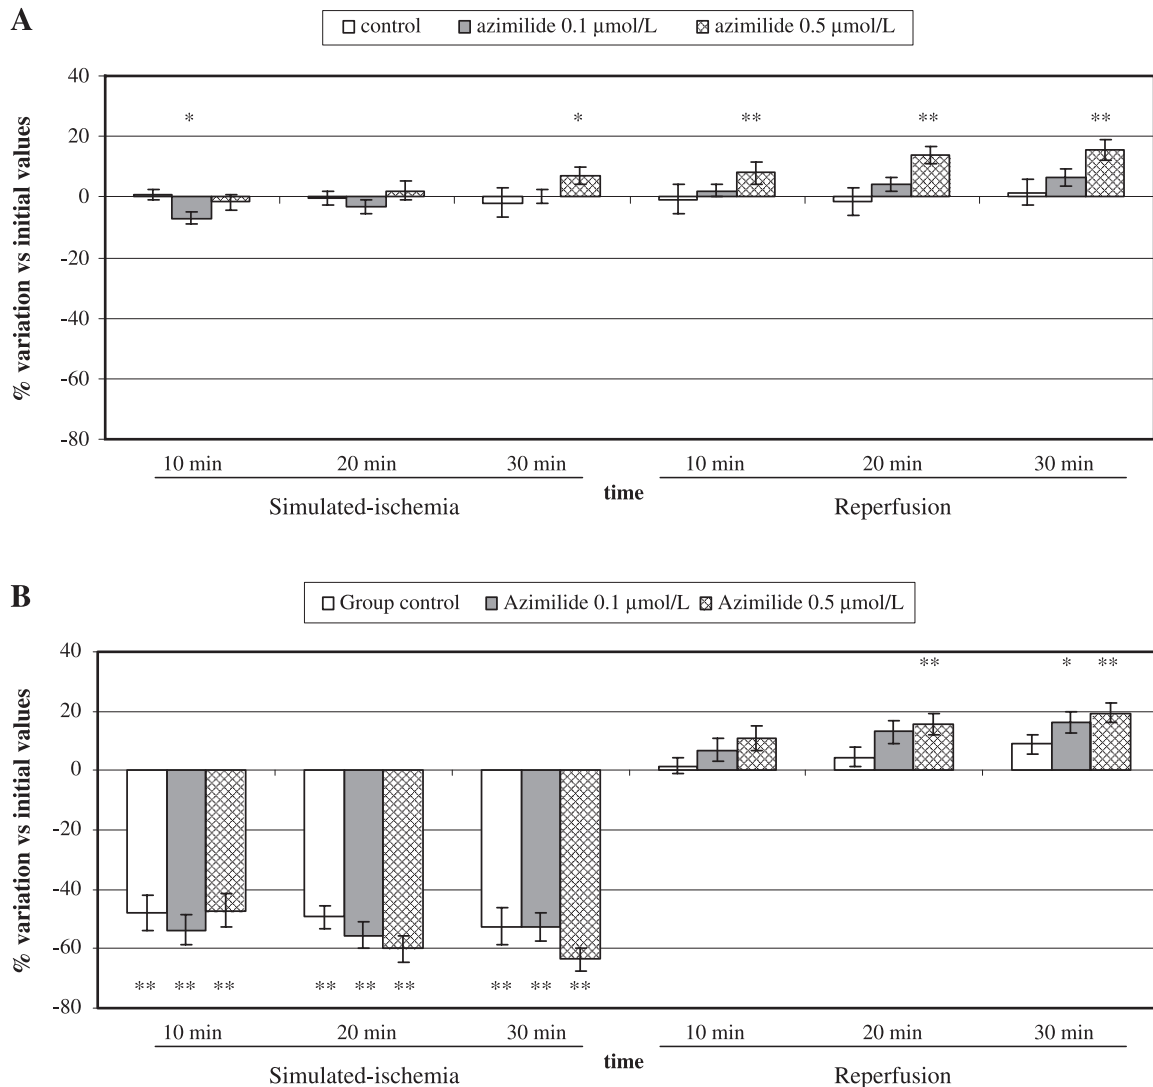 A
control azimilide 0.1 µmol/L azimilide 0.5 µmol/L
% variation vs initial values
40
20
0
-20
-40
-60
-80
* * ** ** **
10 min 20 min 30 min 10 min 20 min 30 min
time
Simulated-ischemia Reperfusion
B
Group control Azimilide 0.1 µmol/L Azimilide 0.5 µmol/L
% variation vs initial values
40
20
0
-20
-40
-60
-80
** * **
** ** ** ** ** ** ** ** **
10 min 20 min 30 min 10 min 20 min 30 min
time
Simulated-ischemia Reperfusion